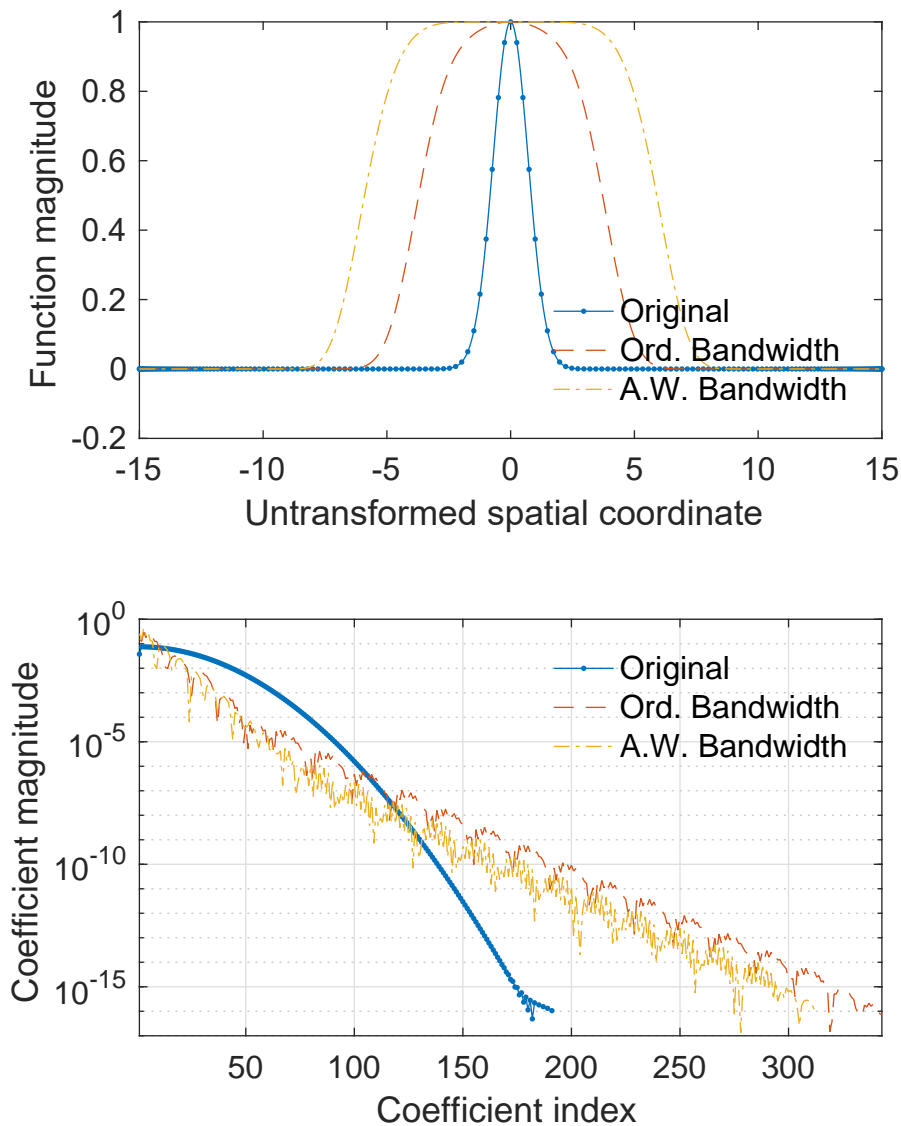 1
0.8
0.6
0.4
0.2
0
-0.2
Function magnitude
Original
Ord. Bandwidth
A.W. Bandwidth
-15 -10 -5 0 5 10 15
Untransformed spatial coordinate
10^0
10^-5
10^-10
10^-15
Coefficient magnitude
Original
Ord. Bandwidth
A.W. Bandwidth
50 100 150 200 250 300
Coefficient index